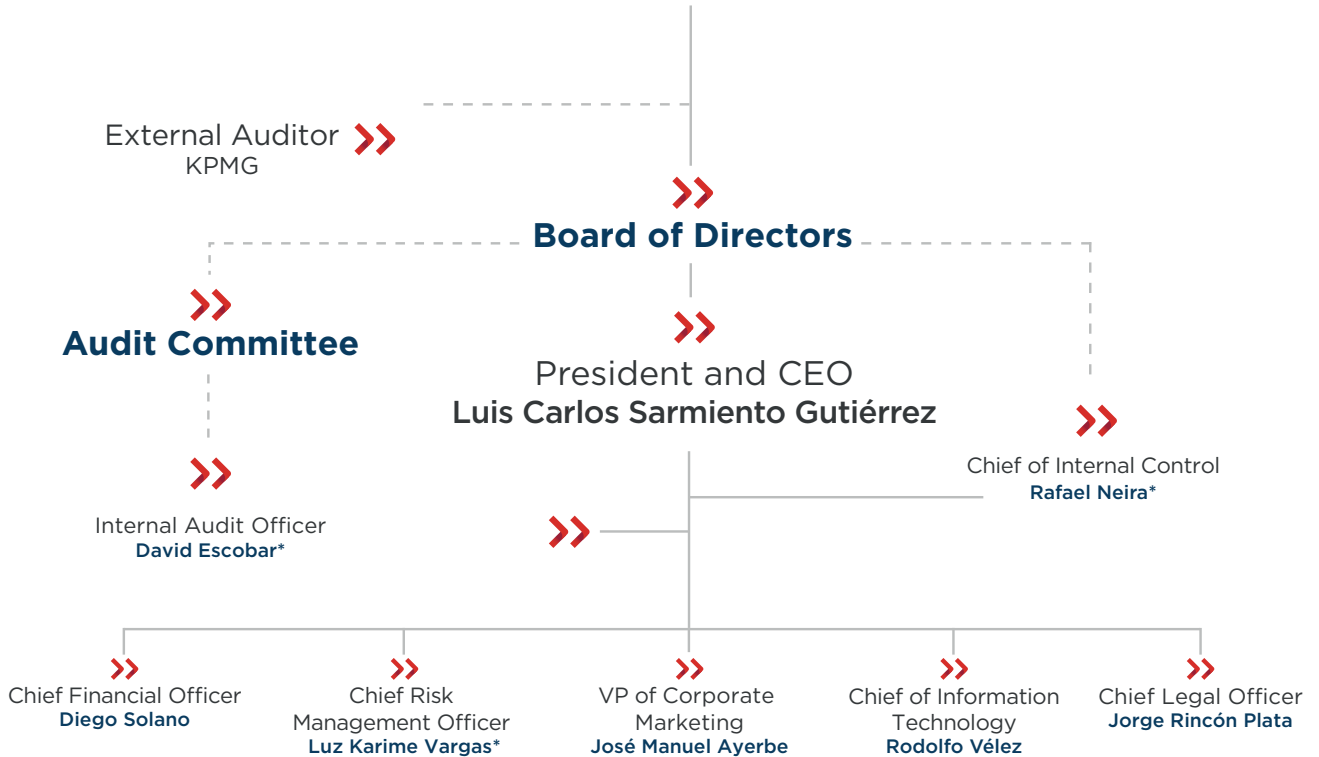 External Auditor
KPMG
Board of Directors
Audit Committee
President and CEO
Luis Carlos Sarmiento Gutiérrez
Chief of Internal Control
Rafael Neira*
Internal Audit Officer
David Escobar*
Chief Financial Officer
Diego Solano
Chief Risk
Management Officer
Luz Karime Vargas*
VP of Corporate
Marketing
José Manuel Ayerbe
Chief of Information
Technology
Rodolfo Vélez
Chief Legal Officer
Jorge Rincón Plata